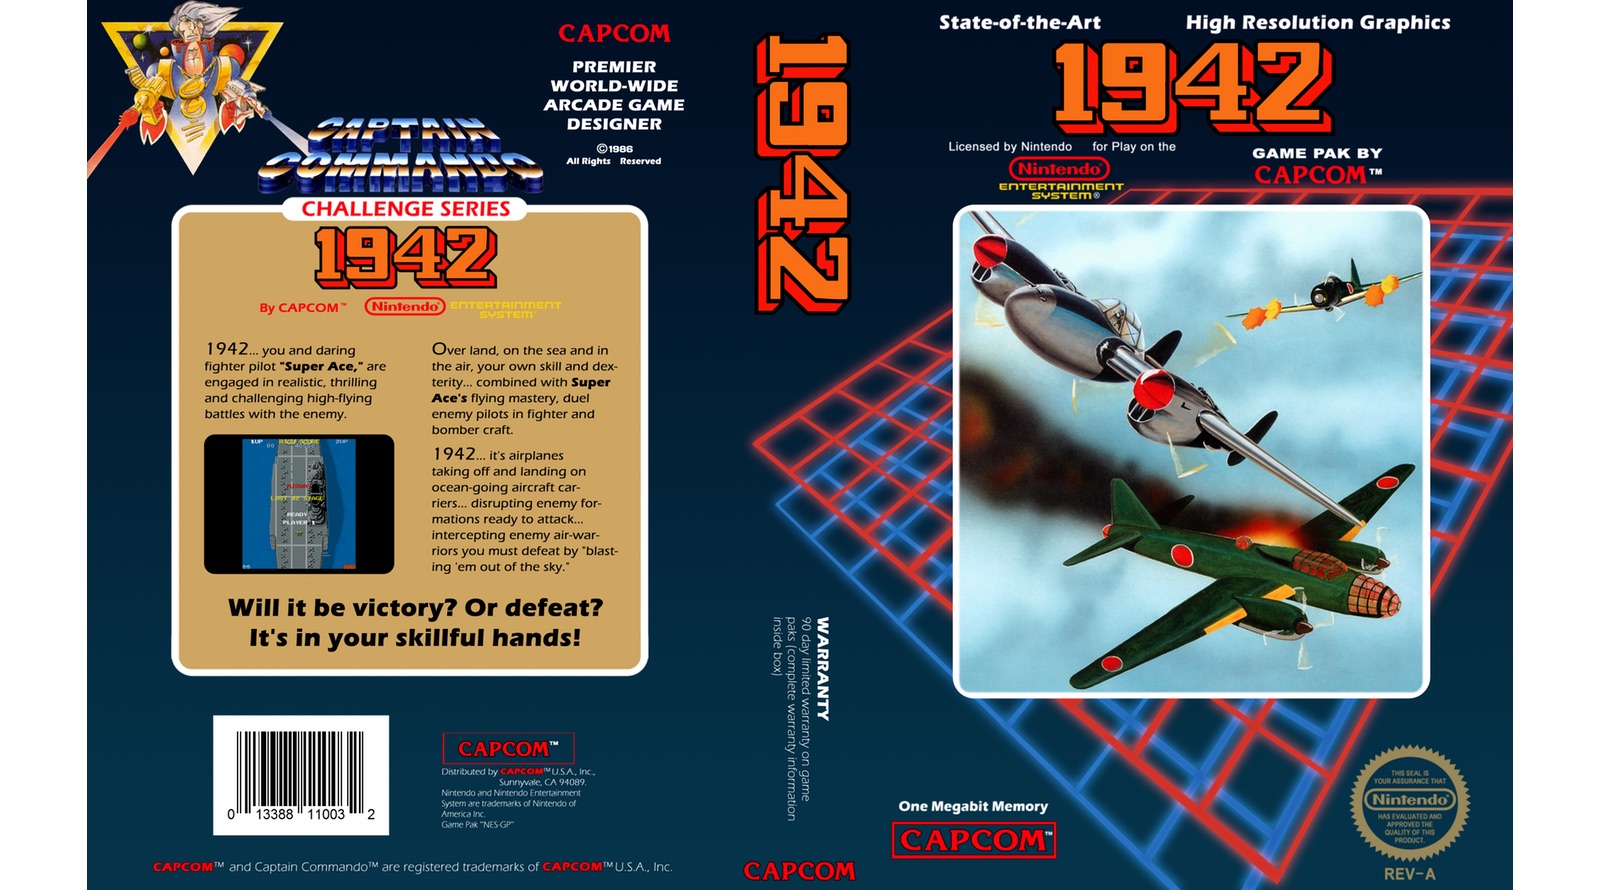 CAPTAIN
COMMANDO
CAPCOM
PREMIER
WORLD-WIDE
ARCADE GAME
DESIGNER
©1986
All Rights Reserved
CHALLENGE SERIES
1942
By CAPCOM™ Nintendo® ENTERTAINMENT
SYSTEM®
1942... you and daring
fighter pilot "Super Ace," are
engaged in realistic, thrilling
and challenging high-flying
battles with the enemy.
1UP 2UP
LAST 32 STAGE
READY
PLAYER 1
Over land, on the sea and in
the air, your own skill and dex-
terity... combined with Super
Ace's flying mastery, duel
enemy pilots in fighter and
bomber craft.
1942... it's airplanes
taking off and landing on
ocean-going aircraft car-
riers... disrupting enemy for-
mations ready to attack...
intercepting enemy air-war-
riors you must defeat by "blast-
ing 'em out of the sky."
Will it be victory? Or defeat?
It's in your skillful hands!
0 13388 11003 2
CAPCOM™
Distributed by CAPCOM™ U.S.A., Inc.,
Sunnyvale, CA 94089.
Nintendo and Nintendo Entertainment
System are trademarks of Nintendo of
America Inc.
Game Pak "NES-GP"
CAPCOM™ and Captain Commando™ are registered trademarks of CAPCOM™ U.S.A., Inc.
1942
WARRANTY
90 day limited warranty on game
paks (complete warranty information
inside box)
CAPCOM
State-of-the-Art High Resolution Graphics
1942
Licensed by Nintendo for Play on the
Nintendo®
ENTERTAINMENT
SYSTEM®
GAME PAK BY
CAPCOM™
One Megabit Memory
CAPCOM™
THIS SEAL IS
YOUR ASSURANCE THAT
Nintendo®
HAS EVALUATED AND
APPROVED THE
QUALITY OF THIS
PRODUCT.
REV-A